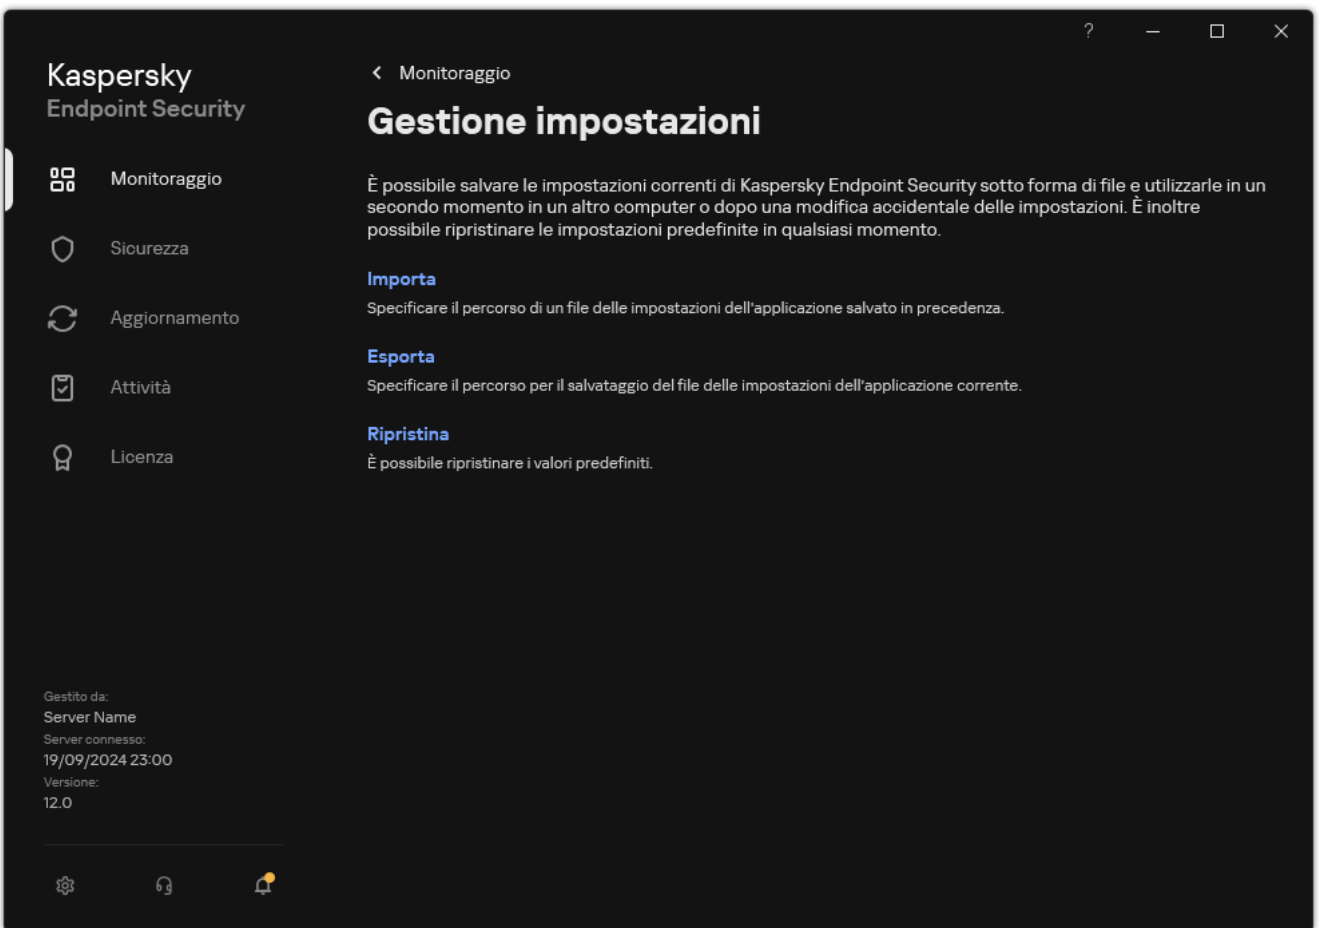 ?
Kaspersky
Endpoint Security
Monitoraggio
Sicurezza
Aggiornamento
Attività
Licenza
Gestito da:
Server Name
Server connesso:
19/09/2024 23:00
Versione:
12.0
Monitoraggio
Gestione impostazioni
È possibile salvare le impostazioni correnti di Kaspersky Endpoint Security sotto forma di file e utilizzarle in un
secondo momento in un altro computer o dopo una modifica accidentale delle impostazioni. È inoltre
possibile ripristinare le impostazioni predefinite in qualsiasi momento.
Importa
Specificare il percorso di un file delle impostazioni dell'applicazione salvato in precedenza.
Esporta
Specificare il percorso per il salvataggio del file delle impostazioni dell'applicazione corrente.
Ripristina
È possibile ripristinare i valori predefiniti.